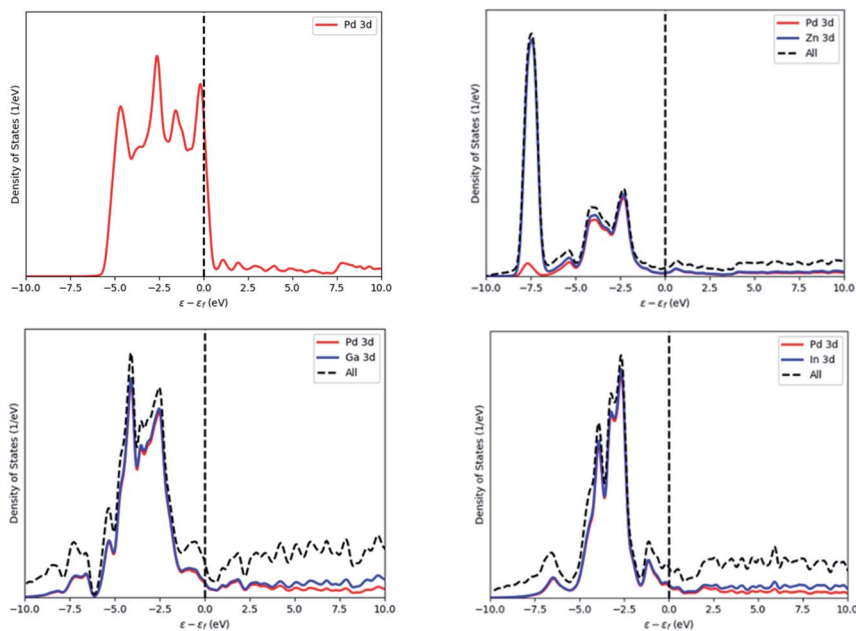 Pd 3d
Density of States (1/eV)
−10.0 −7.5 −5.0 −2.5 0.0 2.5 5.0 7.5 10.0
ε − εf (eV)
Pd 3d
Zn 3d
All
Density of States (1/eV)
−10.0 −7.5 −5.0 −2.5 0.0 2.5 5.0 7.5 10.0
ε − εf (eV)
Pd 3d
Ga 3d
All
Density of States (1/eV)
−10.0 −7.5 −5.0 −2.5 0.0 2.5 5.0 7.5 10.0
ε − εf (eV)
Pd 3d
In 3d
All
Density of States (1/eV)
−10.0 −7.5 −5.0 −2.5 0.0 2.5 5.0 7.5 10.0
ε − εf (eV)